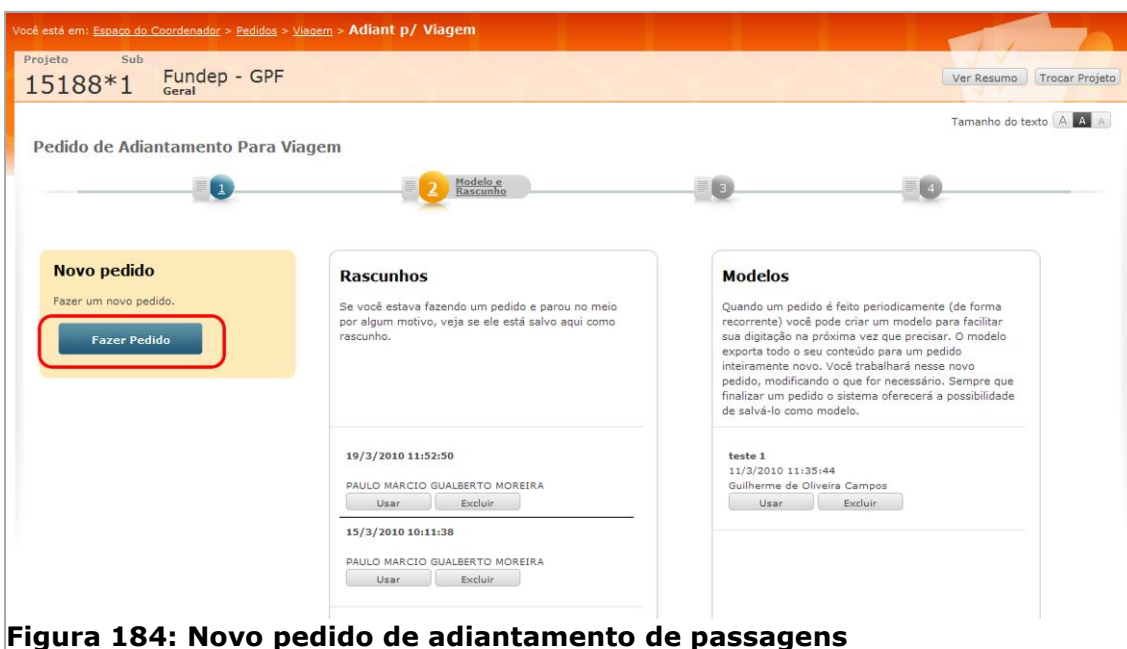 Você está em: Espaço do Coordenador > Pedidos > Viagem > Adiant p/ Viagem
Projeto Sub
15188*1 Fundep - GPF
Geral
Ver Resumo Trocar Projeto
Tamanho do texto A A A
Pedido de Adiantamento Para Viagem
1 2 Modelo e
Rascunho
3 4
Novo pedido
Fazer um novo pedido.
Fazer Pedido
Rascunhos
Se você estava fazendo um pedido e parou no meio
por algum motivo, veja se ele está salvo aqui como
rascunho.
19/3/2010 11:52:50
PAULO MARCIO GUALBERTO MOREIRA
Usar Excluir
15/3/2010 10:11:38
PAULO MARCIO GUALBERTO MOREIRA
Usar Excluir
Modelos
Quando um pedido é feito periodicamente (de forma
recorrente) você pode criar um modelo para facilitar
sua digitação na próxima vez que precisar. O modelo
exporta todo o seu conteúdo para um pedido
inteiramente novo. Você trabalhará nesse novo
pedido, modificando o que for necessário. Sempre que
finalizar um pedido o sistema oferecerá a possibilidade
de salvá-lo como modelo.
teste 1
11/3/2010 11:35:44
Guilherme de Oliveira Campos
Usar Excluir
Figura 184: Novo pedido de adiantamento de passagens